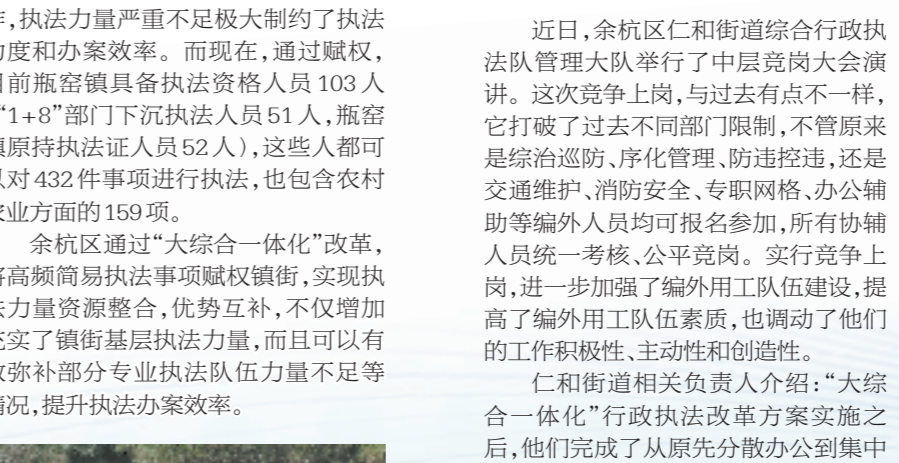 ,执法力量严重不足极大制约了执法
度和办案效率。而现在,通过赋权,
前瓶窑镇具备执法资格人员103人
“1+8”部门下沉执法人员51人,瓶窑
原持执法证人员52人),这些人都可
对432件事项进行执法,也包含农村
业方面的159项。
余杭区通过“大综合一体化”改革,
高频简易执法事项赋权镇街,实现执
力量资源整合,优势互补,不仅增加
实了镇街基层执法力量,而且可以有
弥补部分专业执法队伍力量不足等
情况,提升执法办案效率。
近日,余杭区仁和街道综合行政执
法队管理大队举行了中层竞岗大会演
讲。这次竞争上岗,与过去有点不一样,
它打破了过去不同部门限制,不管原来
是综治巡防、序化管理、防违控违,还是
交通维护、消防安全、专职网格、办公辅
助等编外人员均可报名参加,所有协辅
人员统一考核、公平竞岗。实行竞争上
岗,进一步加强了编外用工队伍建设,提
高了编外用工队伍素质,也调动了他们
的工作积极性、主动性和创造性。
仁和街道相关负责人介绍:“大综
合一体化”行政执法改革方案实施之
后,他们完成了从原先分散办公到集中